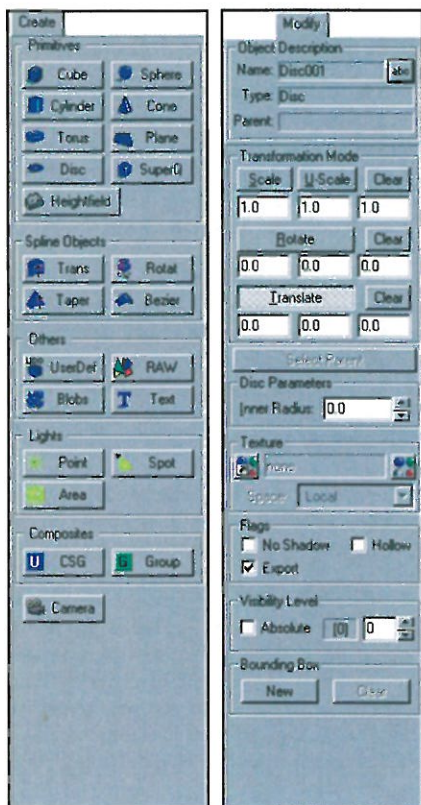 Create
Primitives
Cube Sphere
Cylinder Cone
Torus Plane
Disc SuperQ
Heightfield
Spline Objects
Trans Rotat
Taper Bezier
Others
UserDef RAW
Blobs Text
Lights
Point Spot
Area
Composites
U CSG G Group
Camera
Modify
Object Description
Name: Disc001 abc
Type: Disc
Parent:
Transformation Mode
Scale U-Scale Clear
1.0 1.0 1.0
Rotate Clear
0.0 0.0 0.0
Translate Clear
0.0 0.0 0.0
Select Parent
Disc Parameters
Inner Radius: 0.0
Texture
None
Space: Local
Flags
No Shadow Hollow
Export
Visibility Level
Absolute [0] 0
Bounding Box
New Clear